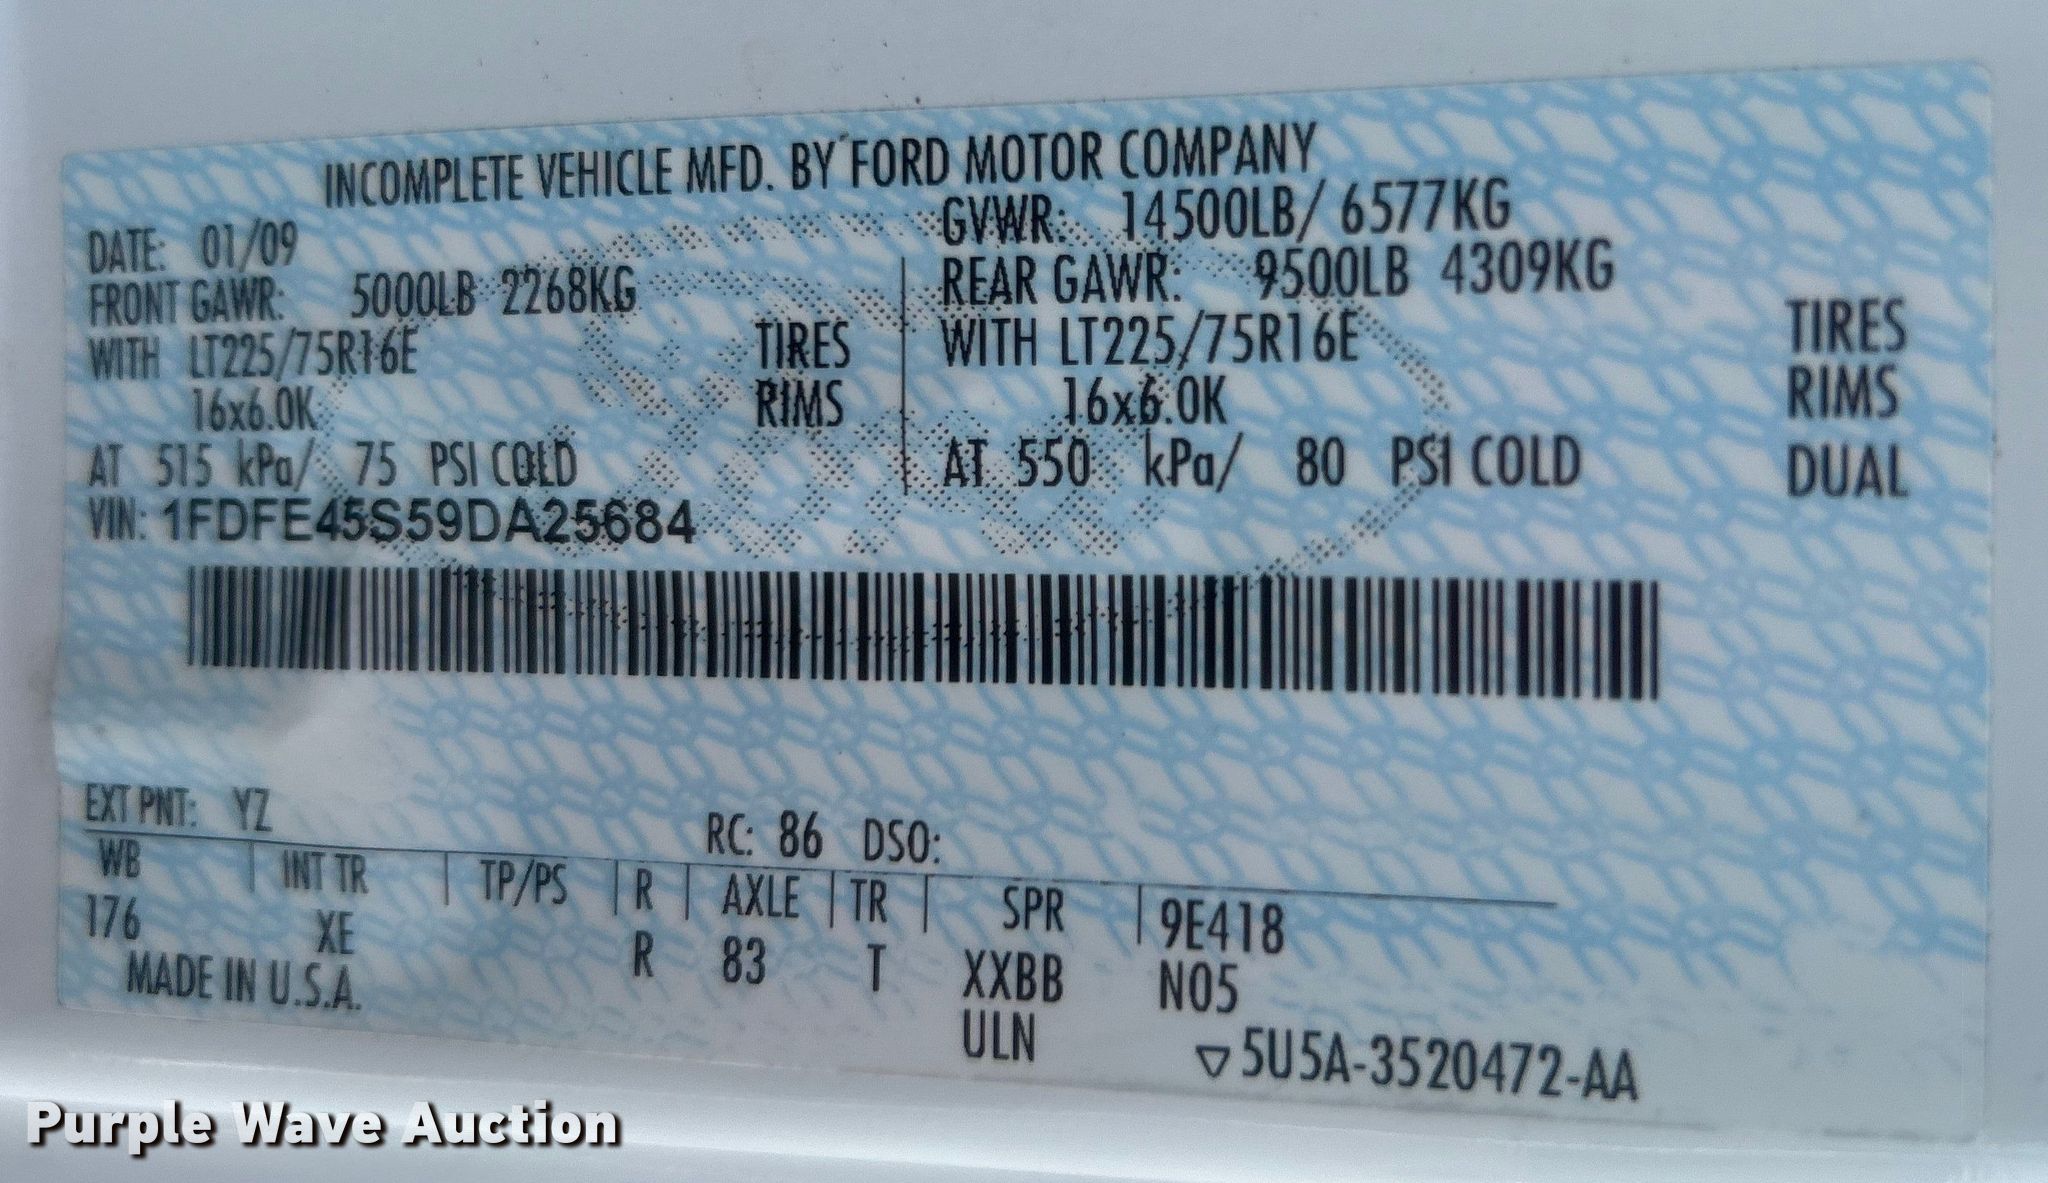 INCOMPLETE VEHICLE MFD. BY FORD MOTOR COMPANY
DATE: 01/09 GVWR: 14500LB/ 6577KG
FRONT GAWR: 5000LB 2268KG REAR GAWR: 9500LB 4309KG
WITH LT225/75R16E TIRES WITH LT225/75R16E TIRES
16x6.0K RIMS 16x6.0K RIMS
AT 515 kPa/ 75 PSI COLD AT 550 kPa/ 80 PSI COLD DUAL
VIN: 1FDFE45S59DA25684
EXT PNT: YZ RC: 86 DSO:
WB | INT TR | TP/PS | R | AXLE | TR | SPR | 9E418
176 XE R 83 T XXBB N05
MADE IN U.S.A. ULN ▽5U5A-3520472-AA
Purple Wave Auction